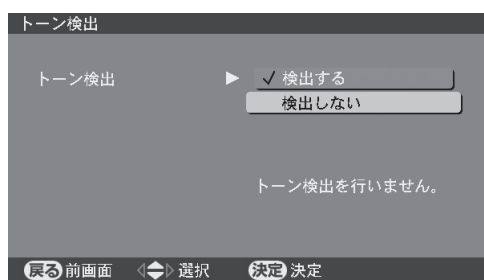 トーン検出
トーン検出 ▶ ✓ 検出する
検出しない
トーン検出を行いません。
戻る 前画面 選択 決定 決定